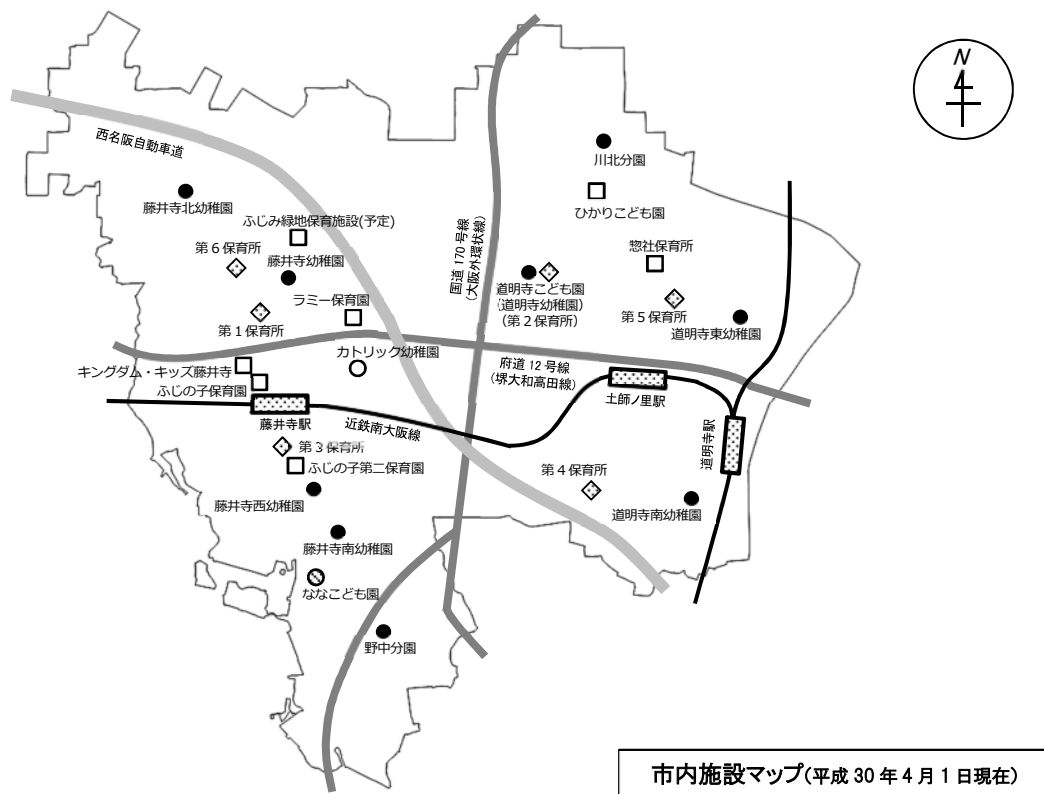 N
西名阪自動車道
川北分園
藤井寺北幼稚園
ひかりこども園
ふじみ緑地保育施設(予定)
国道170号線
(大阪外環状線)
第6保育所
惣社保育所
藤井寺幼稚園
道明寺こども園
(道明寺幼稚園)
(第2保育所)
ラミー保育園
第1保育所
第5保育所
道明寺東幼稚園
カトリック幼稚園
府道12号線
(堺大和高田線)
キングダム・キッズ藤井寺
ふじの子保育園
土師ノ里駅
藤井寺駅
近鉄南大阪線
道明寺駅
第3保育所
ふじの子第二保育園
第4保育所
藤井寺西幼稚園
道明寺南幼稚園
藤井寺南幼稚園
ななこども園
野中分園
市内施設マップ(平成30年4月1日現在)